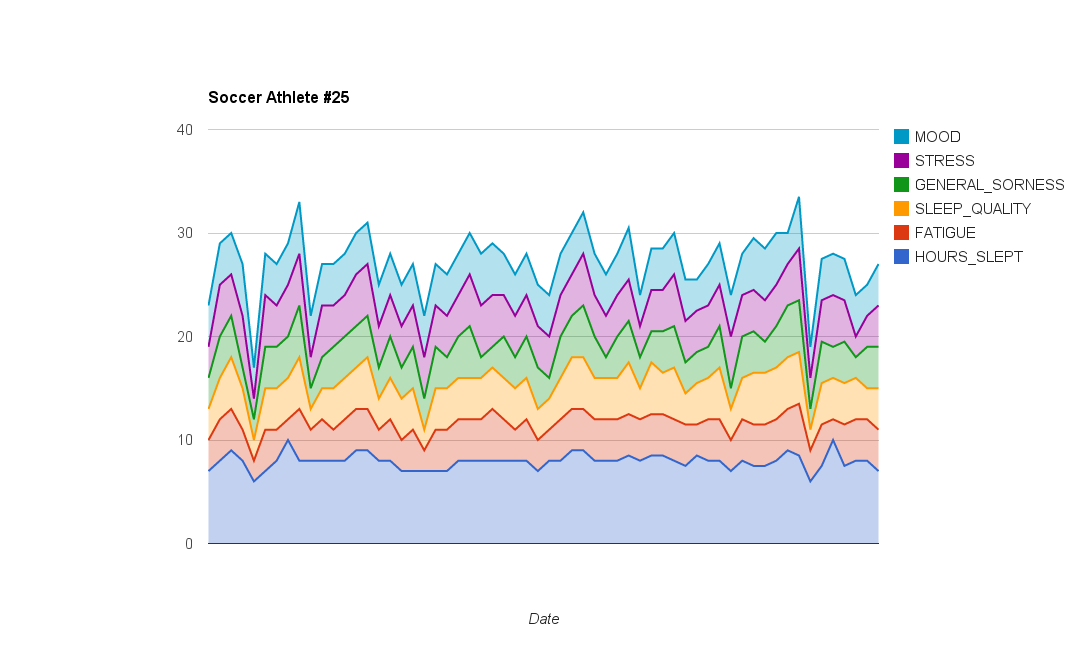 Soccer Athlete #25
40
30
20
10
0
MOOD
STRESS
GENERAL_SORNESS
SLEEP_QUALITY
FATIGUE
HOURS_SLEPT
Date